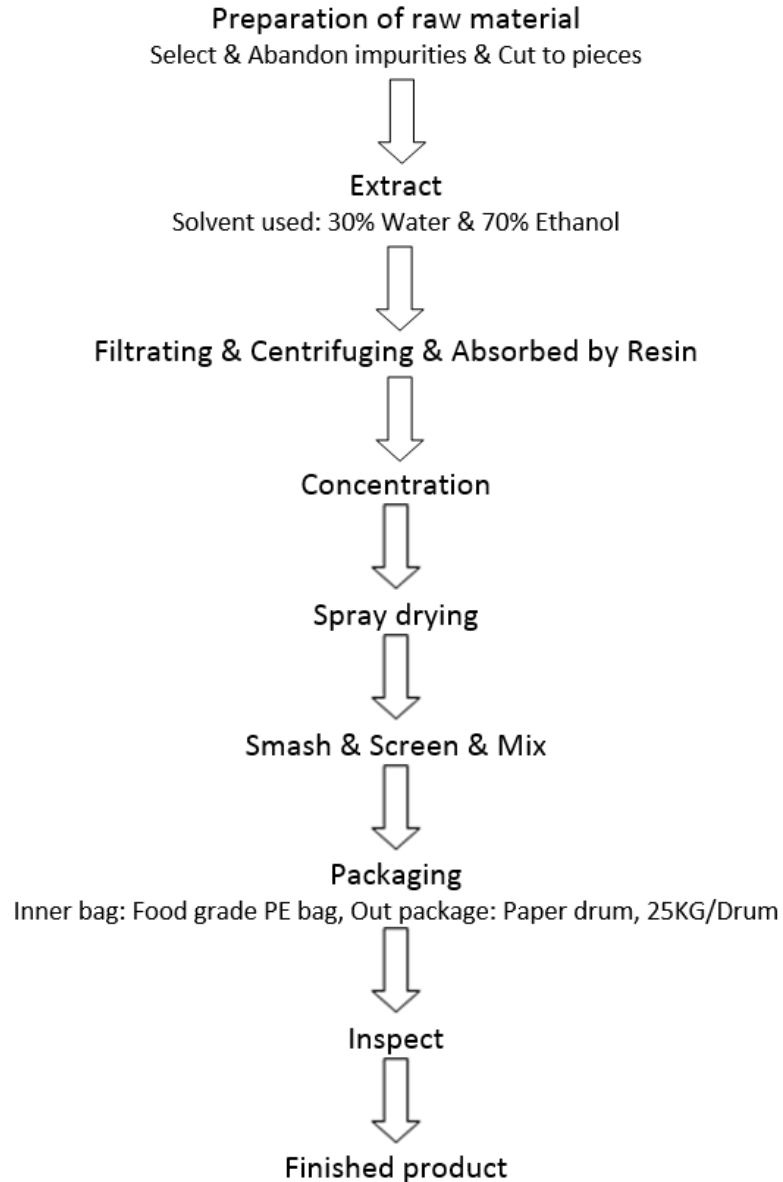 Preparation of raw material
Select & Abandon impurities & Cut to pieces
Extract
Solvent used: 30% Water & 70% Ethanol
Filtrating & Centrifuging & Absorbed by Resin
Concentration
Spray drying
Smash & Screen & Mix
Packaging
Inner bag: Food grade PE bag, Out package: Paper drum, 25KG/Drum
Inspect
Finished product